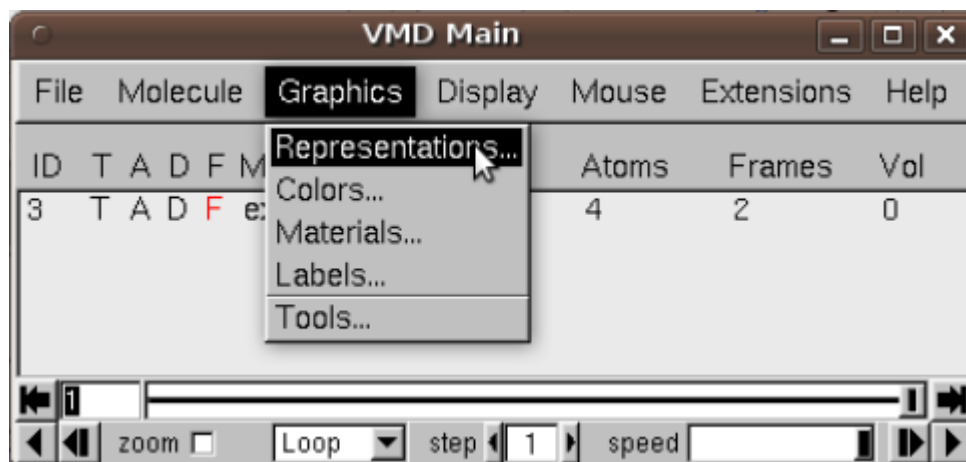 VMD Main
File Molecule Graphics Display Mouse Extensions Help
Representations...
ID T A D F M Atoms Frames Vol
Colors...
3 T A D F 4 2 0
Materials...
Labels...
Tools...
1
zoom Loop step 1 speed